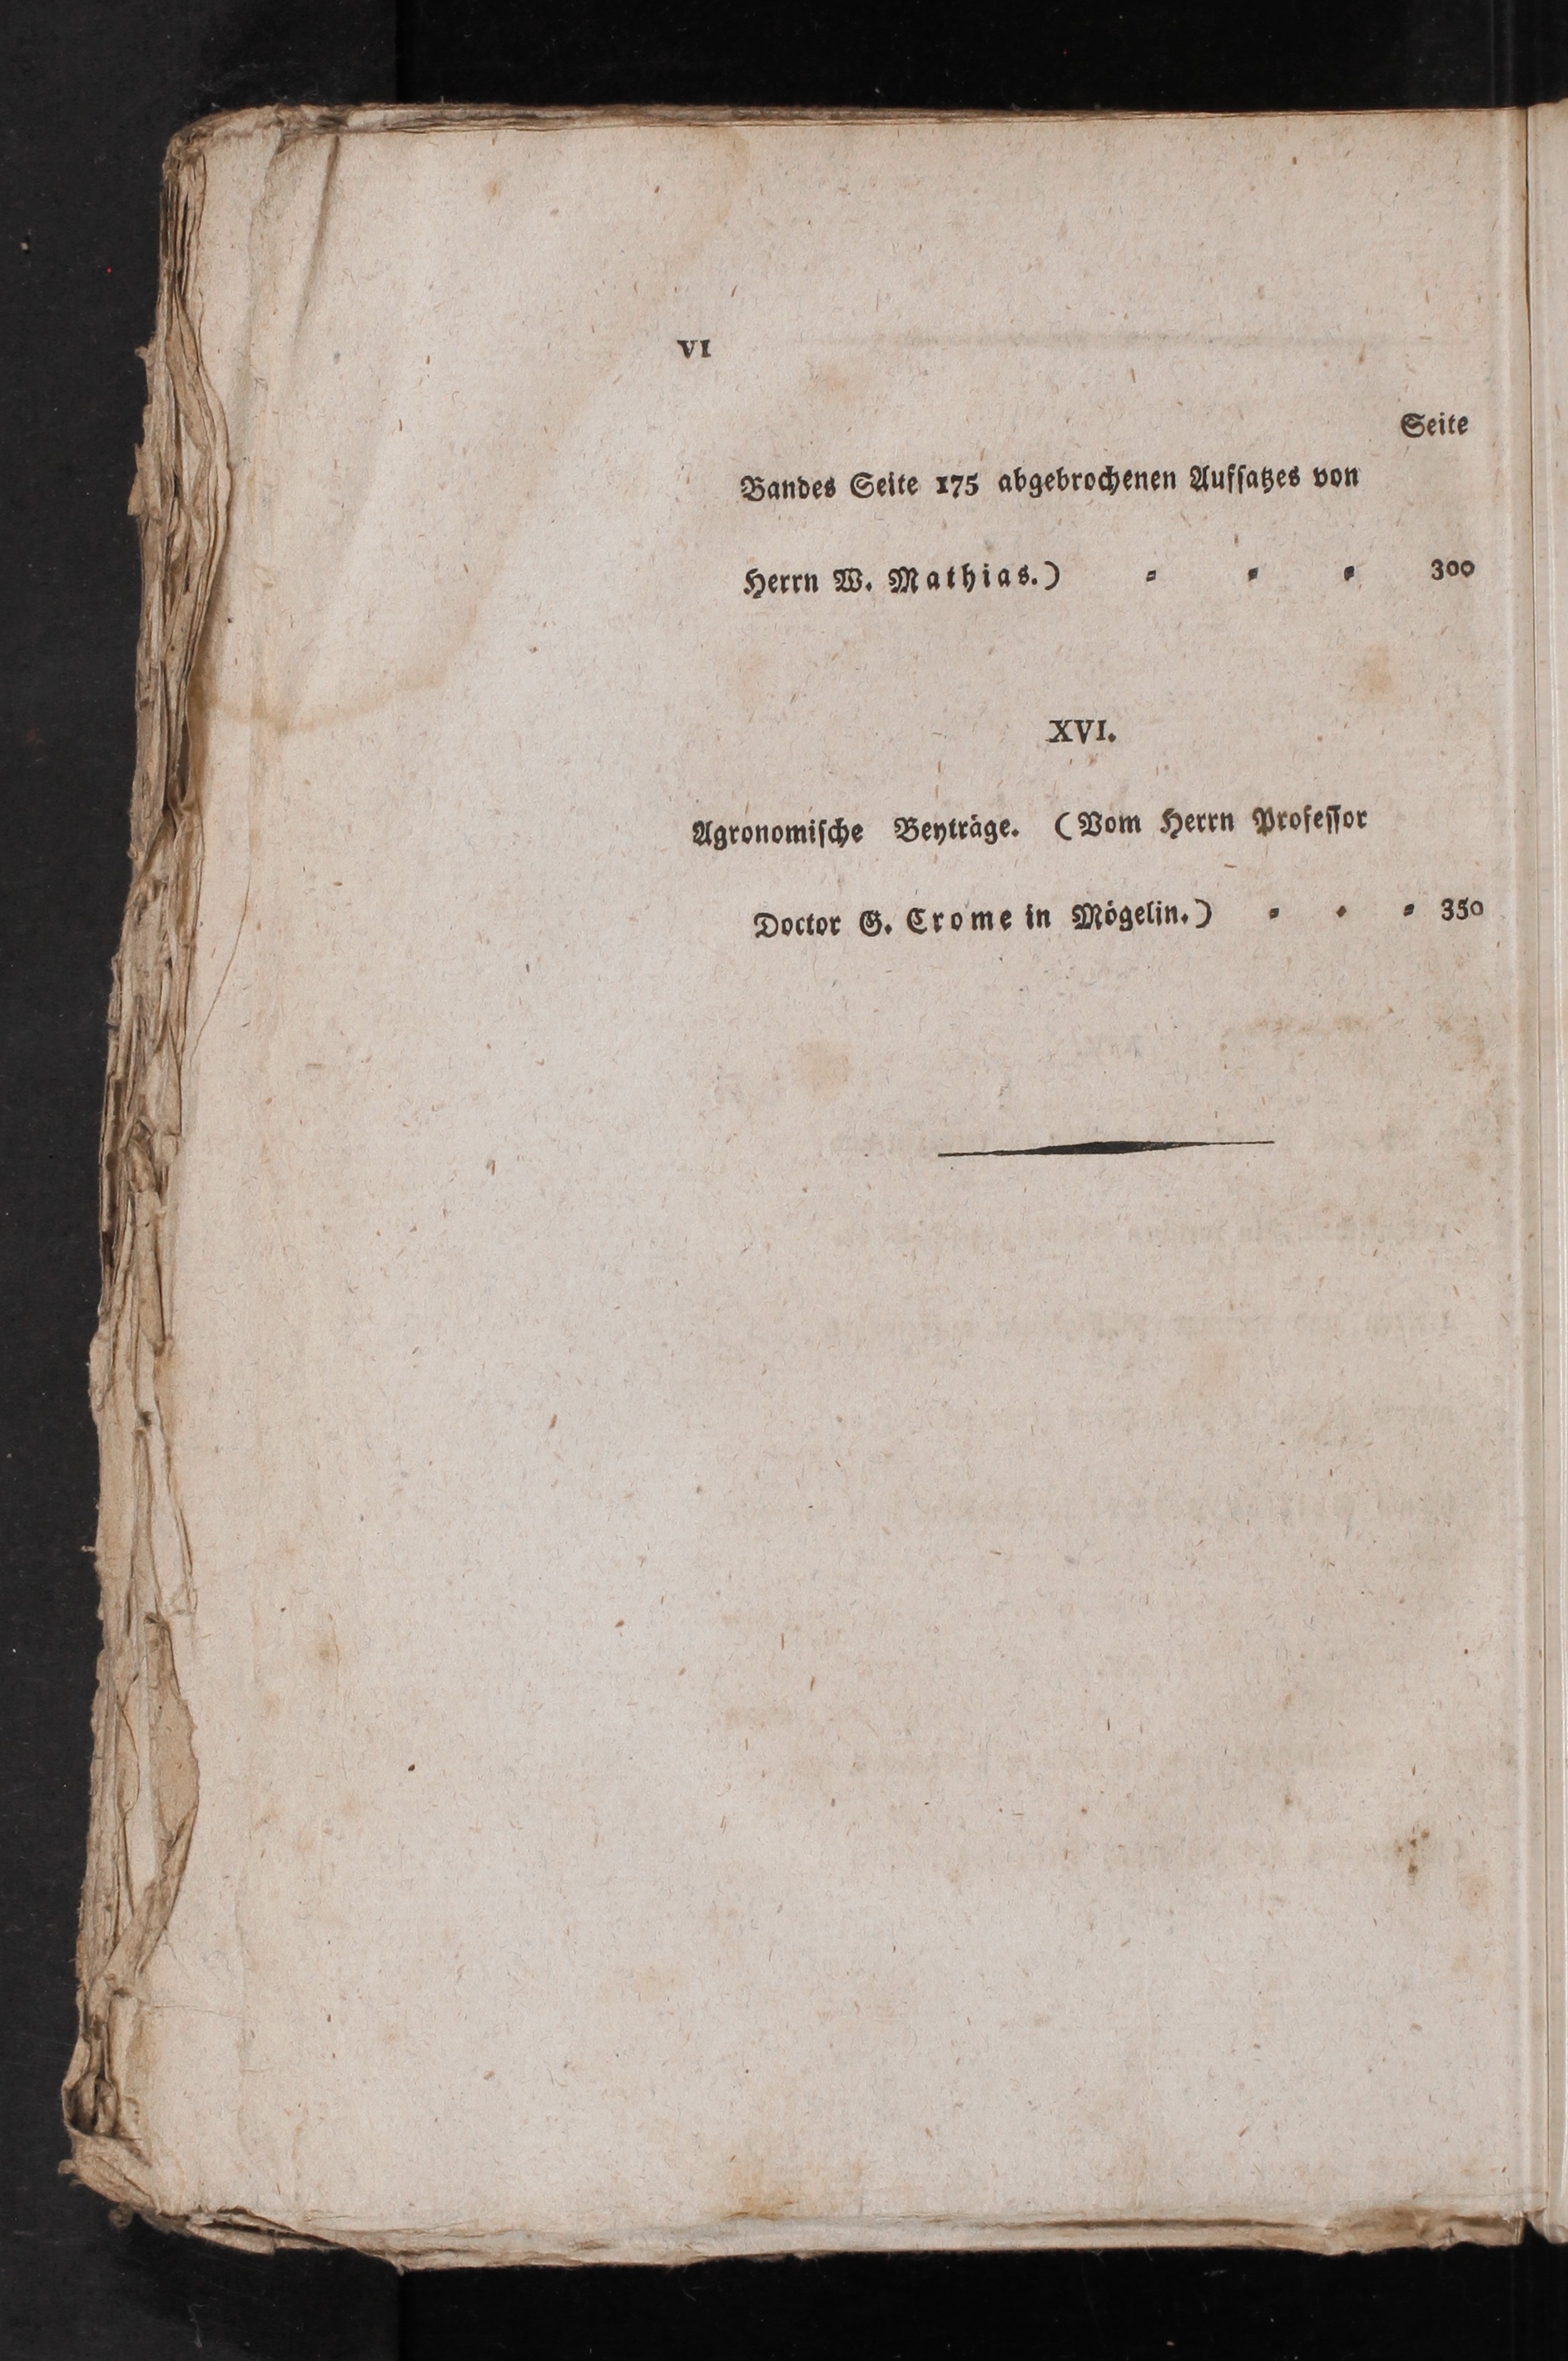 VI
Seite
Bandes Seite 175 abgebrochenen Aufſatzes von
Herrn W. Mathias.) = = = 300
XVI.
Agronomiſche Beyträge. (Vom Herrn Profeſſor
Doctor G. Crome in Mögelin.) = = = 350